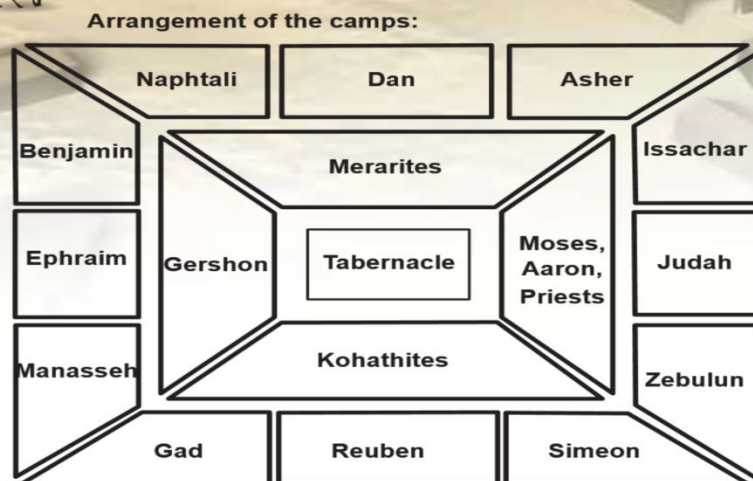 Arrangement of the camps:
Naphtali
Dan
Asher
Benjamin
Issachar
Merarites
Ephraim
Gershon
Tabernacle
Moses,
Aaron,
Priests
Judah
Manasseh
Kohathites
Zebulun
Gad
Reuben
Simeon